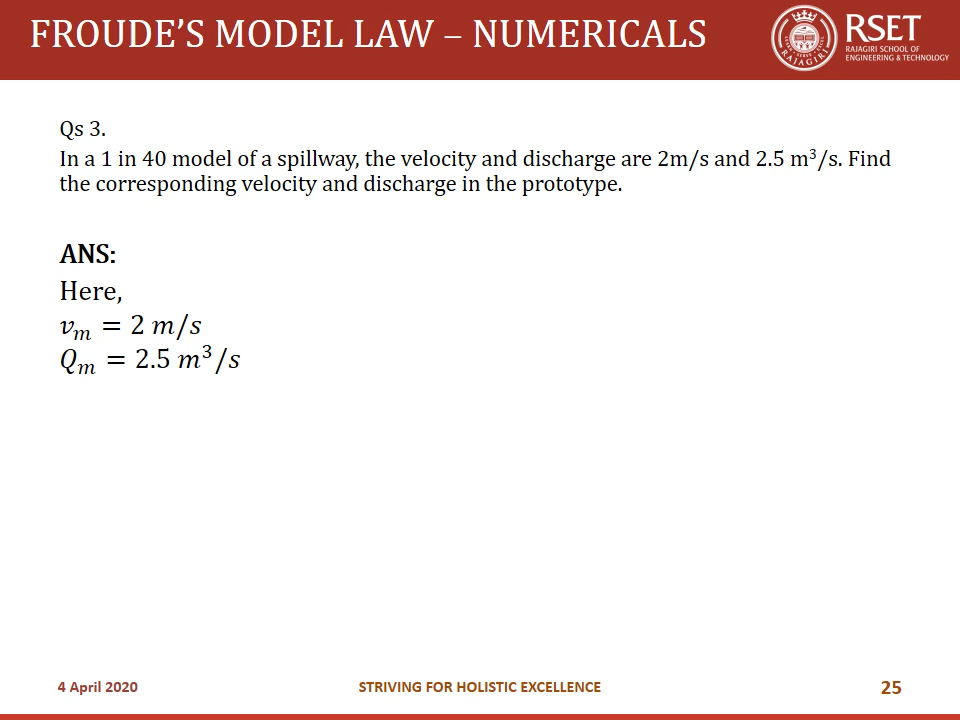 FROUDE’S MODEL LAW – NUMERICALS
RSET
RAJAGIRI SCHOOL OF
ENGINEERING & TECHNOLOGY
RAJAGIRI
Qs 3.
In a 1 in 40 model of a spillway, the velocity and discharge are 2m/s and 2.5 m³/s. Find
the corresponding velocity and discharge in the prototype.
ANS:
Here,
vₘ = 2 m/s
Qₘ = 2.5 m³/s
4 April 2020
STRIVING FOR HOLISTIC EXCELLENCE
25